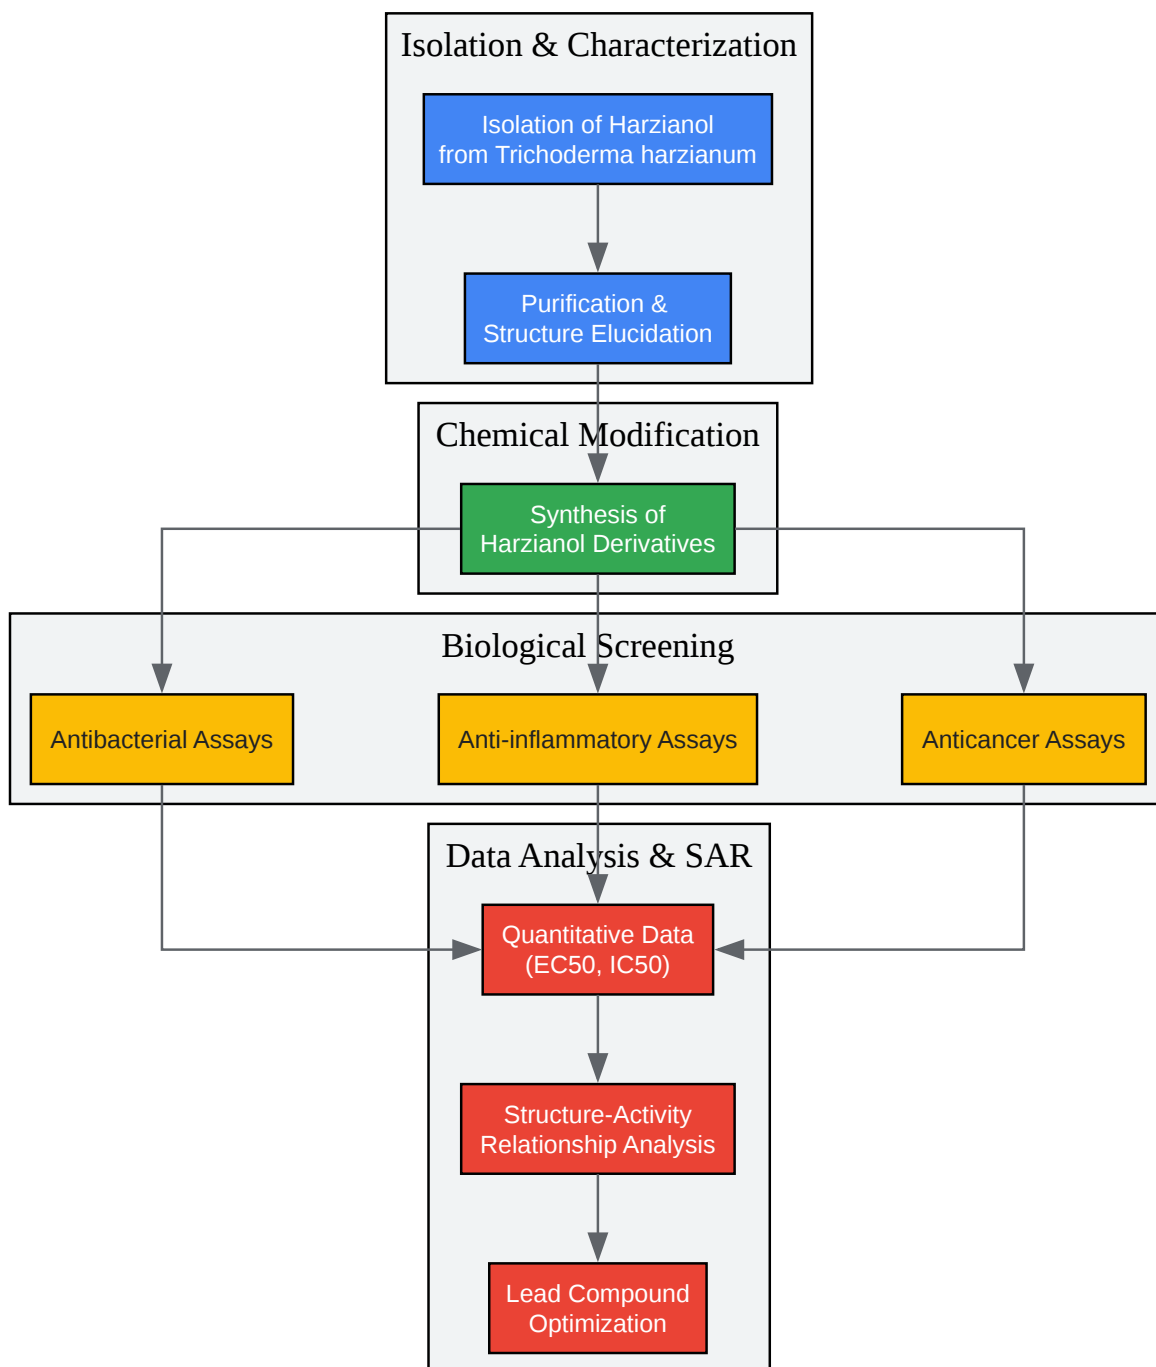 Isolation & Characterization
Isolation of Harzianol
from Trichoderma harzianum
Purification &
Structure Elucidation
Chemical Modification
Synthesis of
Harzianol Derivatives
Biological Screening
Antibacterial Assays
Anti-inflammatory Assays
Anticancer Assays
Data Analysis & SAR
Quantitative Data
(EC50, IC50)
Structure-Activity
Relationship Analysis
Lead Compound
Optimization